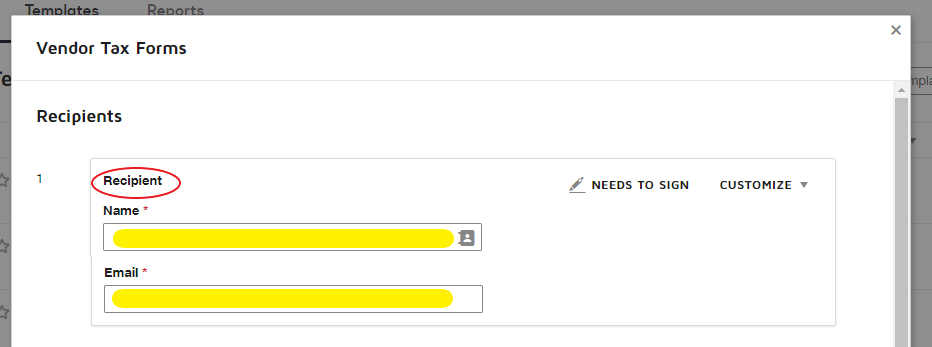 Templates Reports
×
Vendor Tax Forms
Recipients
1
Recipient
NEEDS TO SIGN
CUSTOMIZE
Name *
Email *